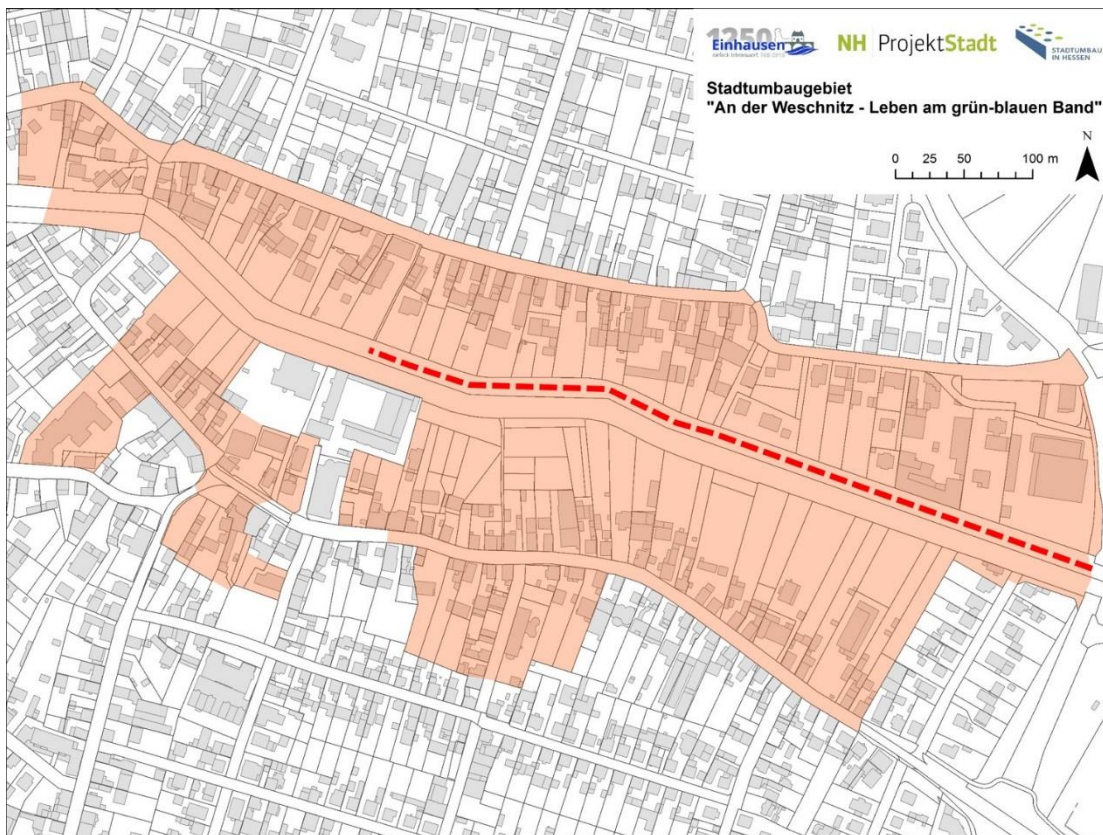 1250
Einhausen
NH ProjektStadt
STADTUMBAU
IN HESSEN
Stadtumbaugebiet
"An der Weschnitz - Leben am grün-blauen Band"
N
0 25 50 100 m